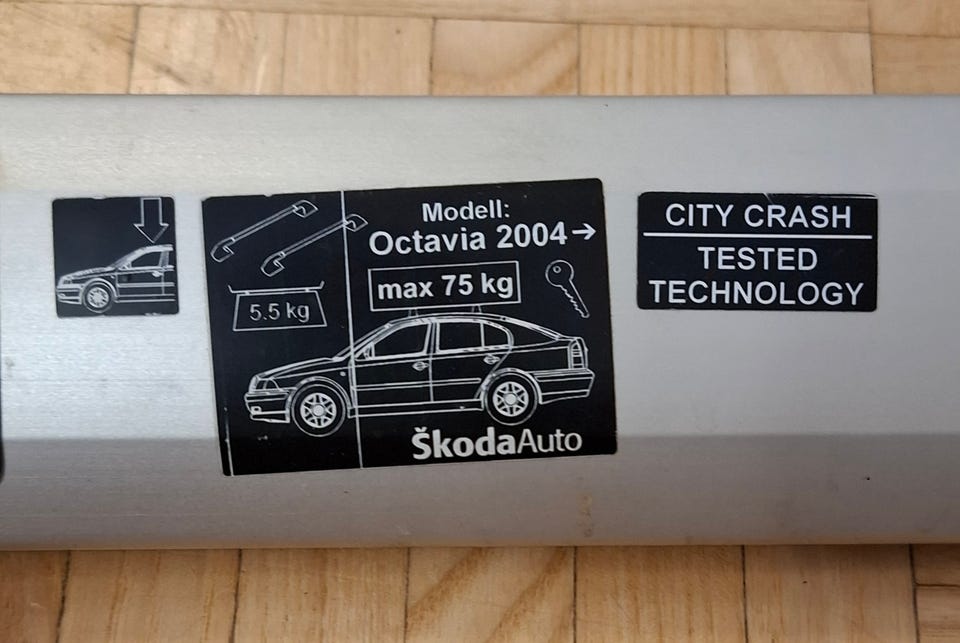 Modell:
Octavia 2004→
max 75 kg
5.5 kg
ŠkodaAuto
CITY CRASH
TESTED
TECHNOLOGY